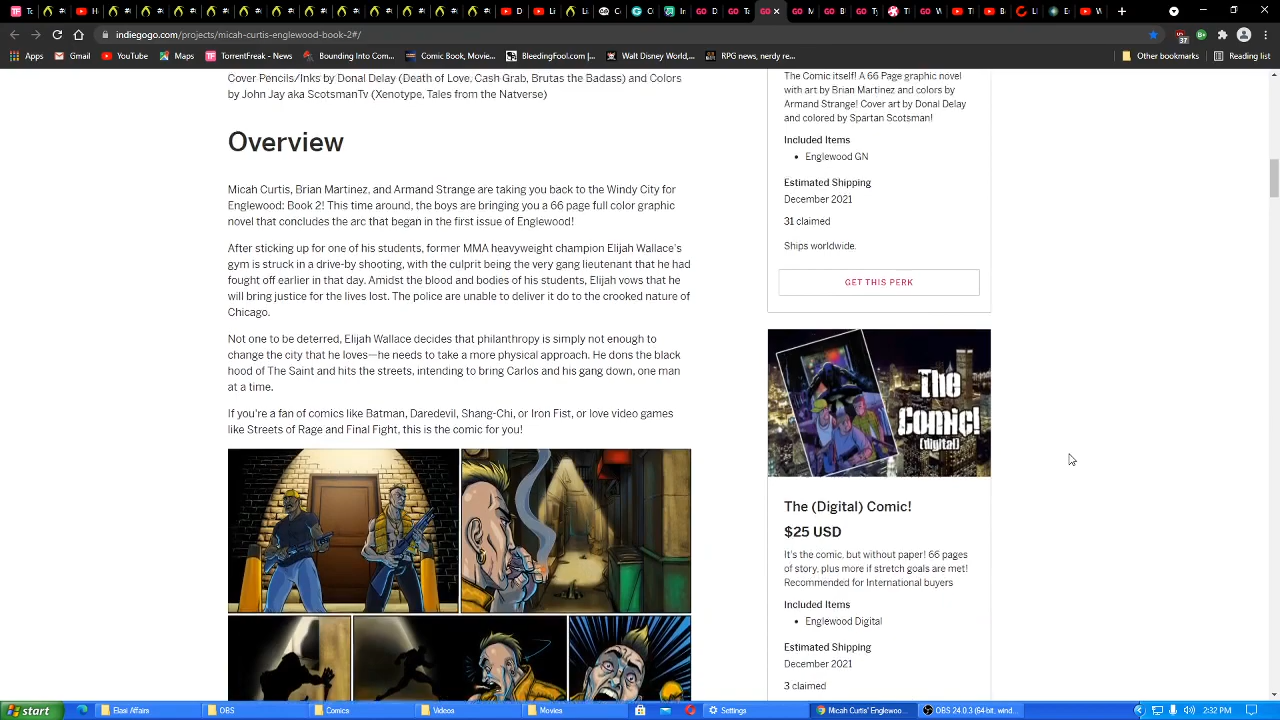 indiegogo.com/projects/micah-curtis-englewood-book-2#/
Apps
Gmail
YouTube
Maps
TorrentFreak - Vi...
Bounding Into Com...
Comic Book, Movie,...
BleedingFool.com |...
Walt Disney World,...
RPG news, nerdy re...
Other bookmarks
Reading list
Cover Pencils/Inks by Donal Delay (Death of Love, Cash Grab, Brutas the Badass) and Colors
by John Jay aka ScotsmanTv (Xenotype, Tales from the Natverse)
Overview
Micah Curtis, Brian Martinez, and Armand Strange are taking you back to the Windy City for
Englewood: Book 2! This time around, the boys are bringing you a 66 page full color graphic
novel that concludes the arc that began in the first issue of Englewood!
After sticking up for one of his students, former MMA heavyweight champion Elijah Wallace's
gym is struck in a drive-by shooting, with the culprit being the very gang lieutenant that he had
fought off earlier in that day. Amidst the blood and bodies of his students, Elijah vows that he
will bring justice for the lives lost. The police are unable to deliver it do to the crooked nature of
Chicago.
Not one to be deterred, Elijah Wallace decides that philanthropy is simply not enough to
change the city that he loves—he needs to take a more physical approach. He dons the black
hood of The Saint and hits the streets, intending to bring Carlos and his gang down, one man
at a time.
If you're a fan of comics like Batman, Daredevil, Shang-Chi, or Iron Fist, or love video games
like Streets of Rage and Final Fight, this is the comic for you!
The Comic itself! A 66 Page graphic novel
with art by Brian Martinez and colors by
Armand Strange! Cover art by Donal Delay
and colored by Spartan Scotsman!
Included Items
• Englewood GN
Estimated Shipping
December 2021
31 claimed
Ships worldwide.
GET THIS PERK
The
Comic!
(digital)
The (Digital) Comic!
$25 USD
It's the comic, but without paper! 66 pages
of story, plus more if stretch goals are met!
Recommended for International buyers
Included Items
• Englewood Digital
Estimated Shipping
December 2021
3 claimed
start
Elasi Affairs
OBS
Comics
Videos
Movies
Settings
Micah Curtis' Englewoo...
OBS 24.0.3 (64-bit, win...
2:32 PM